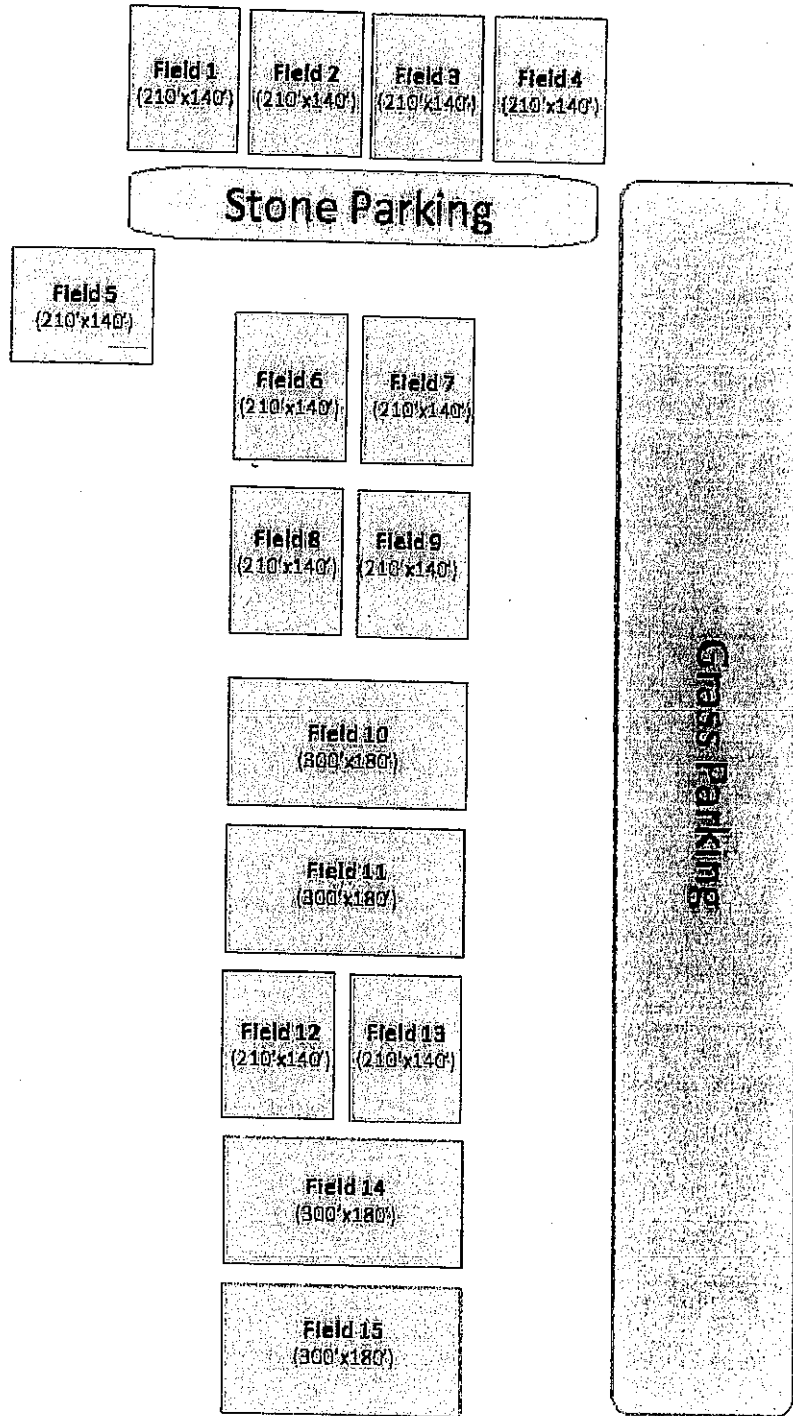 Field 1
(210'x140')
Field 2
(210'x140')
Field 3
(210'x140')
Field 4
(210'x140')
Stone Parking
Field 5
(210'x140')
Field 6
(210'x140')
Field 7
(210'x140')
Field 8
(210'x140')
Field 9
(210'x140')
Field 10
(300'x180')
Field 11
(300'x180')
Field 12
(210'x140')
Field 13
(210'x140')
Field 14
(300'x180')
Field 15
(300'x180')
Grass Parking